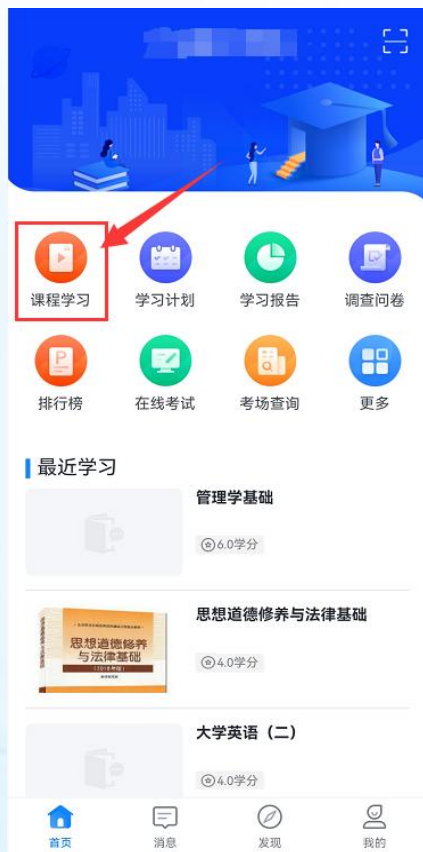 课程学习
学习计划
学习报告
调查问卷
排行榜
在线考试
考场查询
更多
最近学习
管理学基础
6.0学分
思想道德修养与法律基础
思想道德修养
与法律基础
4.0学分
大学英语（二）
4.0学分
首页
消息
发现
我的